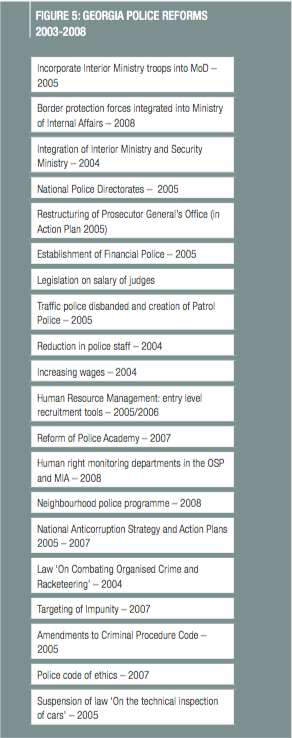 FIGURE 5: GEORGIA POLICE REFORMS
2003-2008
Incorporate Interior Ministry troops into MoD –
2005
Border protection forces integrated into Ministry
of Internal Affairs – 2008
Integration of Interior Ministry and Security
Ministry – 2004
National Police Directorates – 2005
Restructuring of Prosecutor General's Office (in
Action Plan 2005)
Establishment of Financial Police – 2005
Legislation on salary of judges
Traffic police disbanded and creation of Patrol
Police – 2005
Reduction in police staff – 2004
Increasing wages – 2004
Human Resource Management: entry level
recruitment tools – 2005/2006
Reform of Police Academy – 2007
Human right monitoring departments in the OSP
and MIA – 2008
Neighbourhood police programme – 2008
National Anticorruption Strategy and Action Plans
2005 – 2007
Law 'On Combating Organised Crime and
Racketeering' – 2004
Targeting of Impunity – 2007
Amendments to Criminal Procedure Code –
2005
Police code of ethics – 2007
Suspension of law 'On the technical inspection
of cars' – 2005